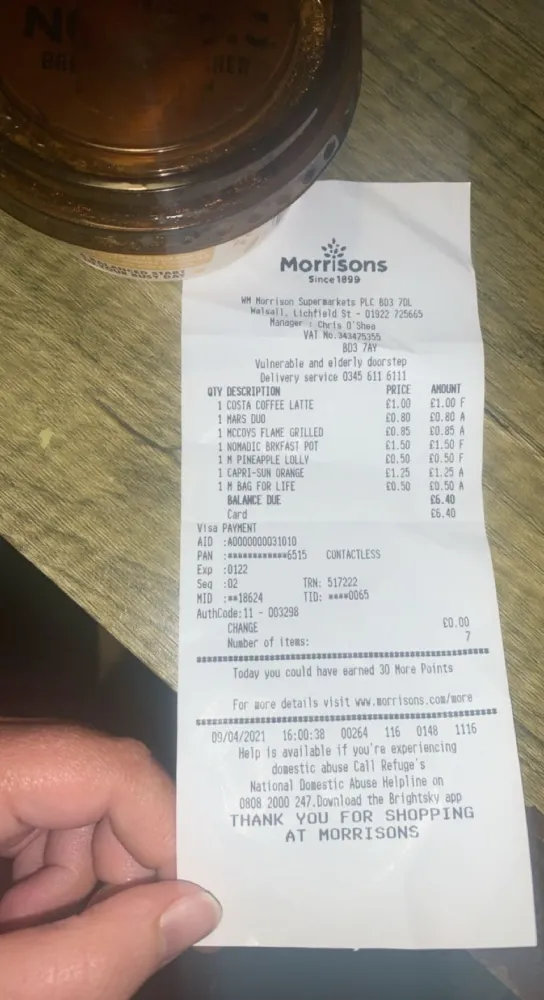 BALANCED START
YOUR BUSY DAY
Morrisons
Since 1899
WM Morrison Supermarkets PLC BD3 7DL
Walsall, Lichfield St - 01922 725665
Manager : Chris O'Shea
VAT No.343475355
BD3 7AY
Vulnerable and elderly doorstep
Delivery service 0345 611 6111
QTY DESCRIPTION PRICE AMOUNT
1 COSTA COFFEE LATTE £1.00 £1.00 F
1 MARS DUO £0.80 £0.80 A
1 MCCOYS FLAME GRILLED £0.85 £0.85 A
1 NOMADIC BRKFAST POT £1.50 £1.50 F
1 M PINEAPPLE LOLLY £0.50 £0.50 F
1 CAPRI-SUN ORANGE £1.25 £1.25 A
1 M BAG FOR LIFE £0.50 £0.50 A
BALANCE DUE £6.40
Card £6.40
Visa PAYMENT
AID :A0000000031010
PAN :************6515 CONTACTLESS
Exp :0122
Seq :02 TRN: 517222
MID :**18624 TID: ****0065
AuthCode:11 - 003298
CHANGE £0.00
Number of items: 7
Today you could have earned 30 More Points
For more details visit www.morrisons.com/more
09/04/2021 16:00:38 00264 116 0148 1116
Help is available if you're experiencing
domestic abuse Call Refuge's
National Domestic Abuse Helpline on
0808 2000 247.Download the Brightsky app
THANK YOU FOR SHOPPING
AT MORRISONS